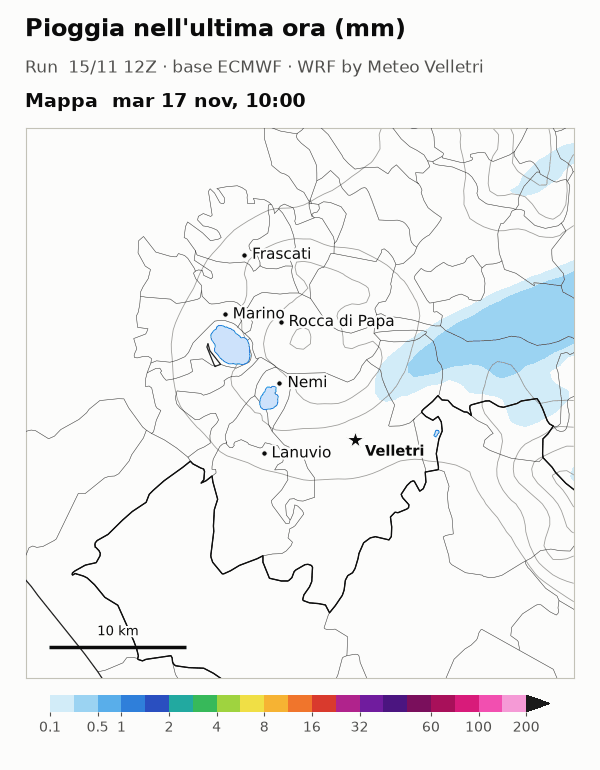 Pioggia nell'ultima ora (mm)
Run  15/11 12Z · base ECMWF · WRF by Meteo Velletri
Mappa  mar 17 nov, 10:00
Frascati
Marino
Rocca di Papa
Nemi
Lanuvio
Velletri
10 km
0.1 0.5 1 2 4 8 16 32 60 100 200